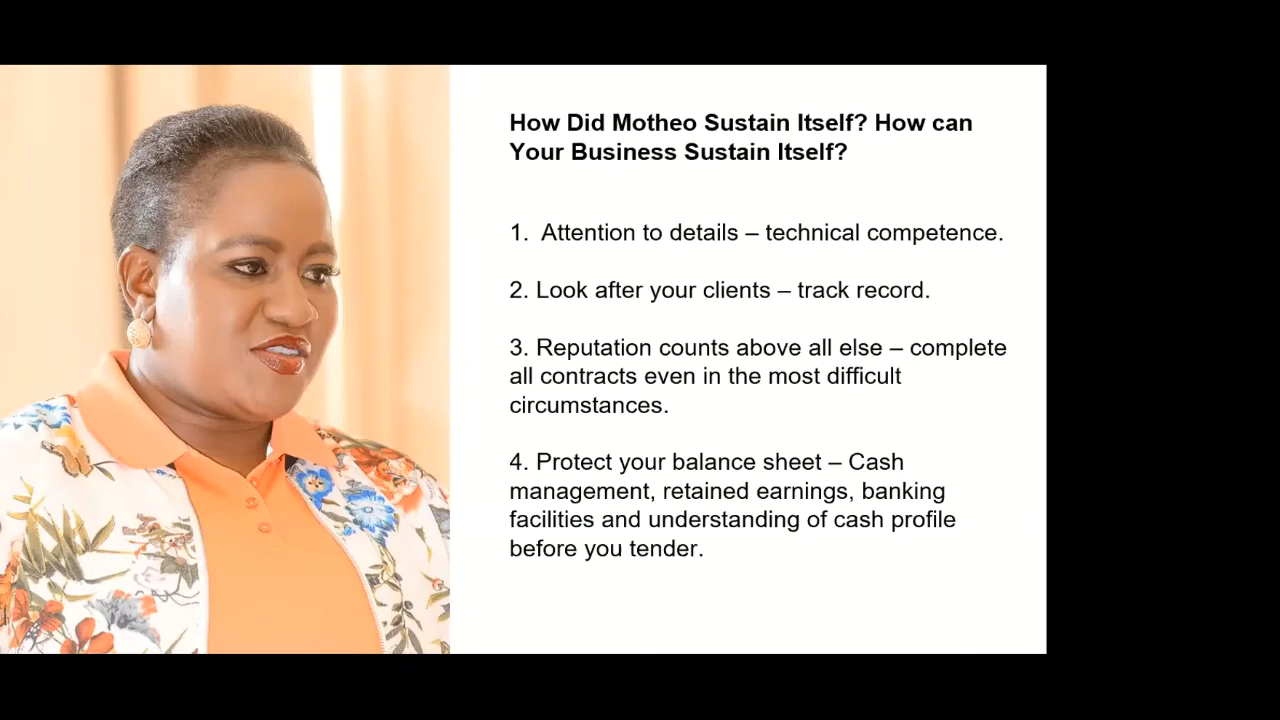 How Did Motheo Sustain Itself? How can
Your Business Sustain Itself?
1. Attention to details – technical competence.
2. Look after your clients – track record.
3. Reputation counts above all else – complete
all contracts even in the most difficult
circumstances.
4. Protect your balance sheet – Cash
management, retained earnings, banking
facilities and understanding of cash profile
before you tender.